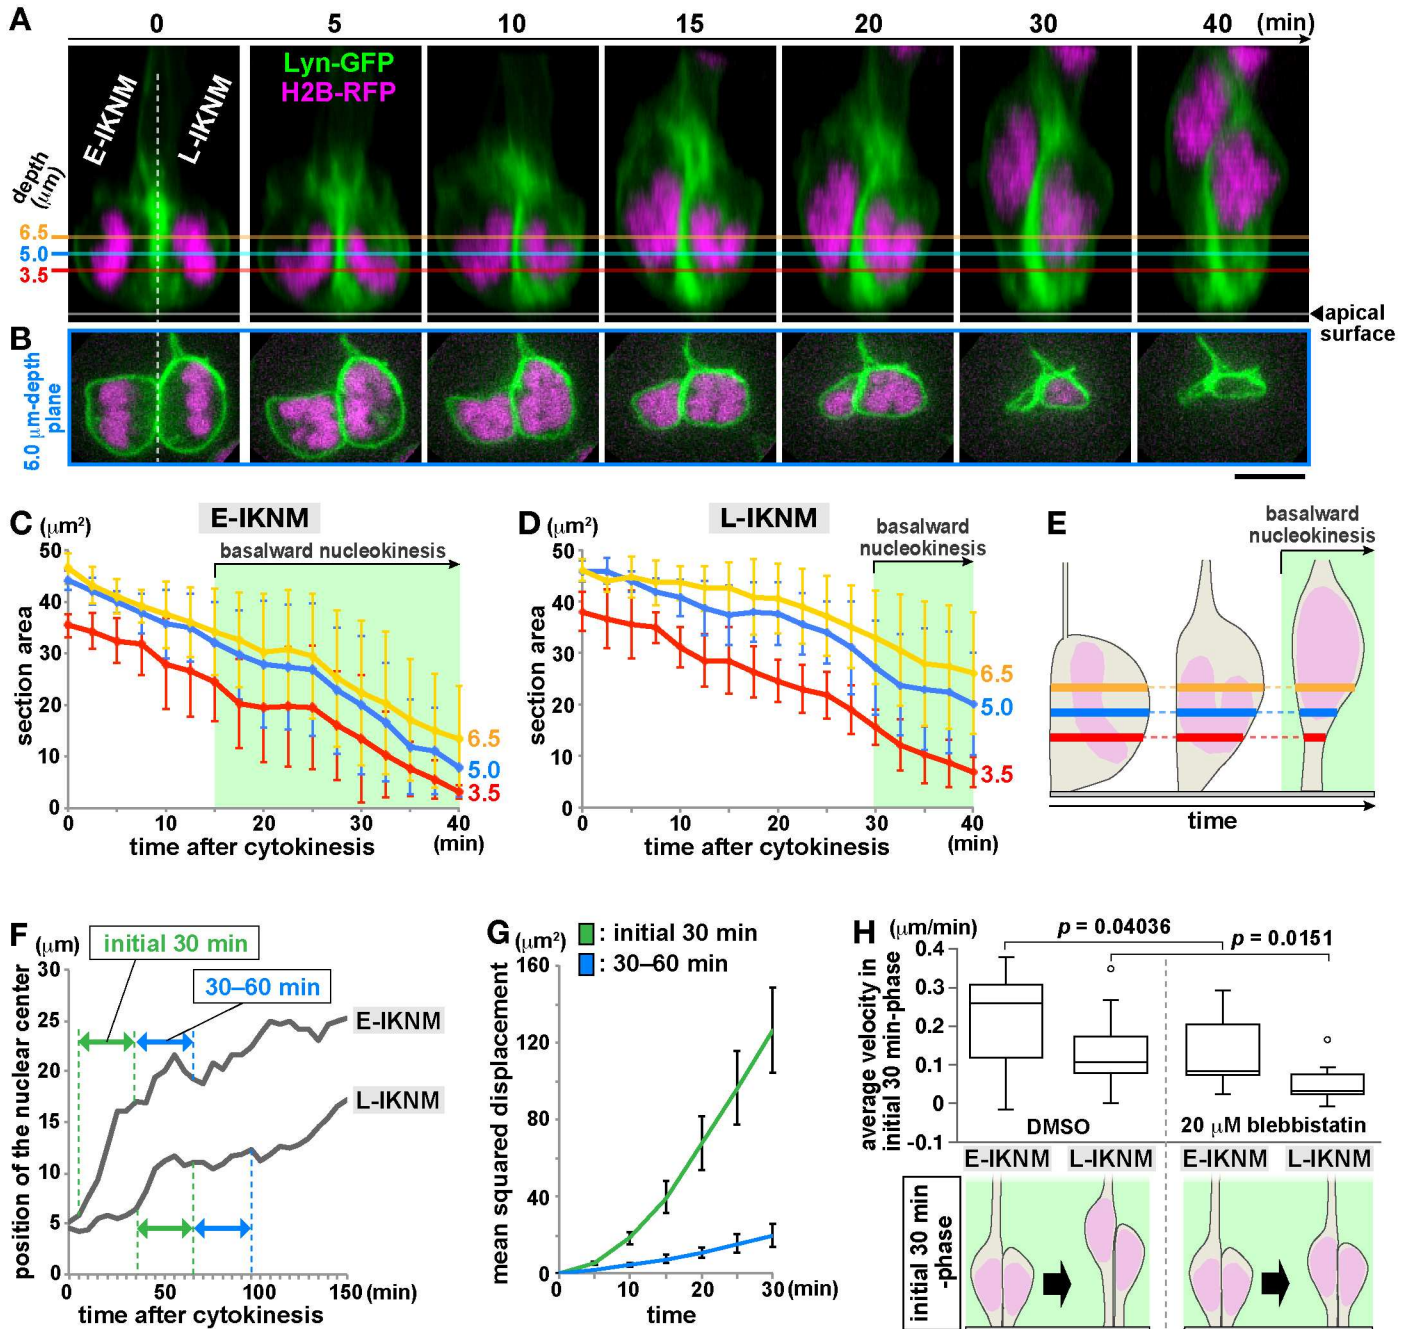 A
0 5 10 15 20 30 40 (min)
Lyn-GFP
H2B-RFP
E-IKNM
L-IKNM
depth
(μm)
6.5
5.0
3.5
apical
surface
B
5.0 μm-depth
plane
C
(μm²)
E-IKNM
basalward nucleokinesis
section area
50
40
30
20
10
0
6.5
5.0
3.5
0 10 20 30 40
time after cytokinesis (min)
D
(μm²)
L-IKNM
basalward
nucleokinesis
section area
50
40
30
20
10
0
6.5
5.0
3.5
0 10 20 30 40
time after cytokinesis (min)
E
basalward
nucleokinesis
time
F
(μm)
initial 30 min
30–60 min
position of the nuclear center
30
25
20
15
10
5
0
E-IKNM
L-IKNM
0 50 100 150 (min)
time after cytokinesis
G
(μm²)
: initial 30 min
: 30–60 min
mean squared displacement
160
120
80
40
0
0 10 20 30 (min)
time
H
(μm/min)
p = 0.04036
p = 0.0151
average velocity in
initial 30 min-phase
0.4
0.3
0.2
0.1
0
-0.1
DMSO
20 μM blebbistatin
E-IKNM L-IKNM E-IKNM L-IKNM
initial 30 min
-phase